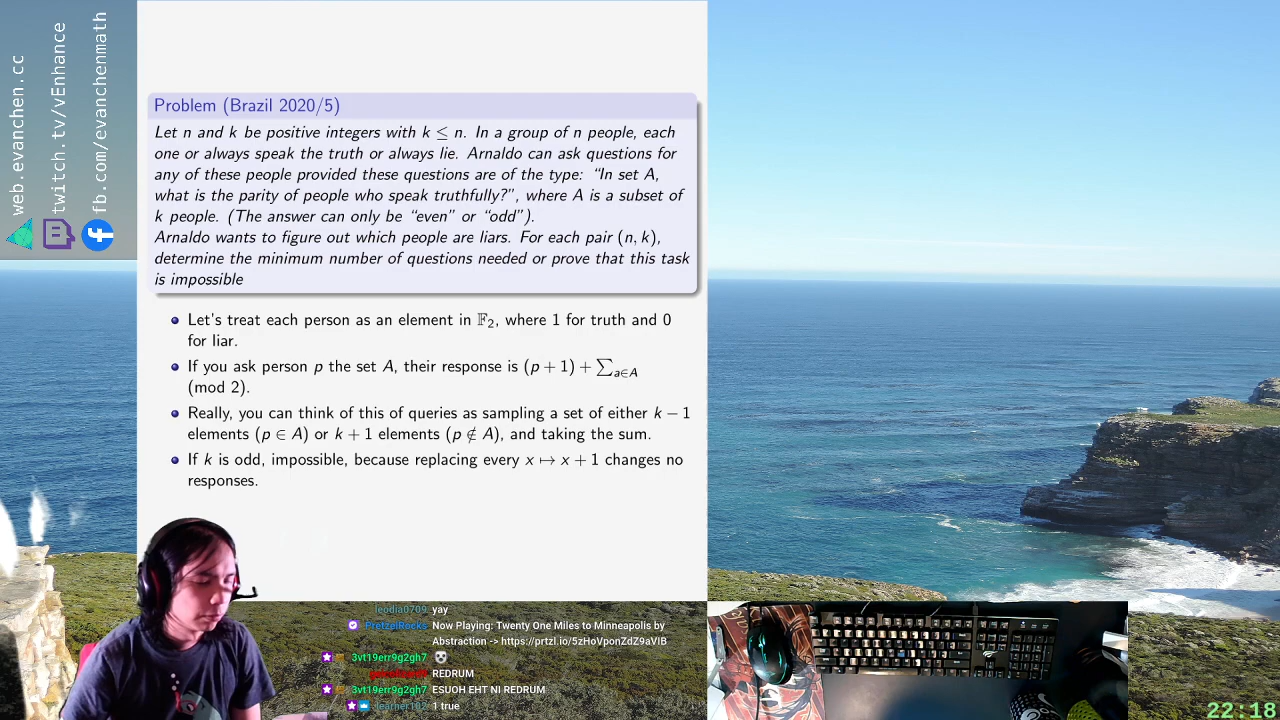 web.evanchen.cc
twitch.tv/vEnhance
fb.com/evanchenmath
Problem (Brazil 2020/5)
Let n and k be positive integers with k ≤ n. In a group of n people, each
one or always speak the truth or always lie. Arnaldo can ask questions for
any of these people provided these questions are of the type: “In set A,
what is the parity of people who speak truthfully?”, where A is a subset of
k people. (The answer can only be “even” or “odd”).
Arnaldo wants to figure out which people are liars. For each pair (n, k),
determine the minimum number of questions needed or prove that this task
is impossible
Let's treat each person as an element in 𝔽₂, where 1 for truth and 0
for liar.
If you ask person p the set A, their response is (p + 1) + ∑a∈A
(mod 2).
Really, you can think of this of queries as sampling a set of either k − 1
elements (p ∈ A) or k + 1 elements (p ∉ A), and taking the sum.
If k is odd, impossible, because replacing every x ↦ x + 1 changes no
responses.
leodia0709 yay
PretzelRocks Now Playing: Twenty One Miles to Minneapolis by
Abstraction -> https://prtzl.io/5zHoVponZdZ9aVIB
3vt19err9g2gh7
REDRUM
3vt19err9g2gh7 ESUOH EHT NI REDRUM
1 true
22:18